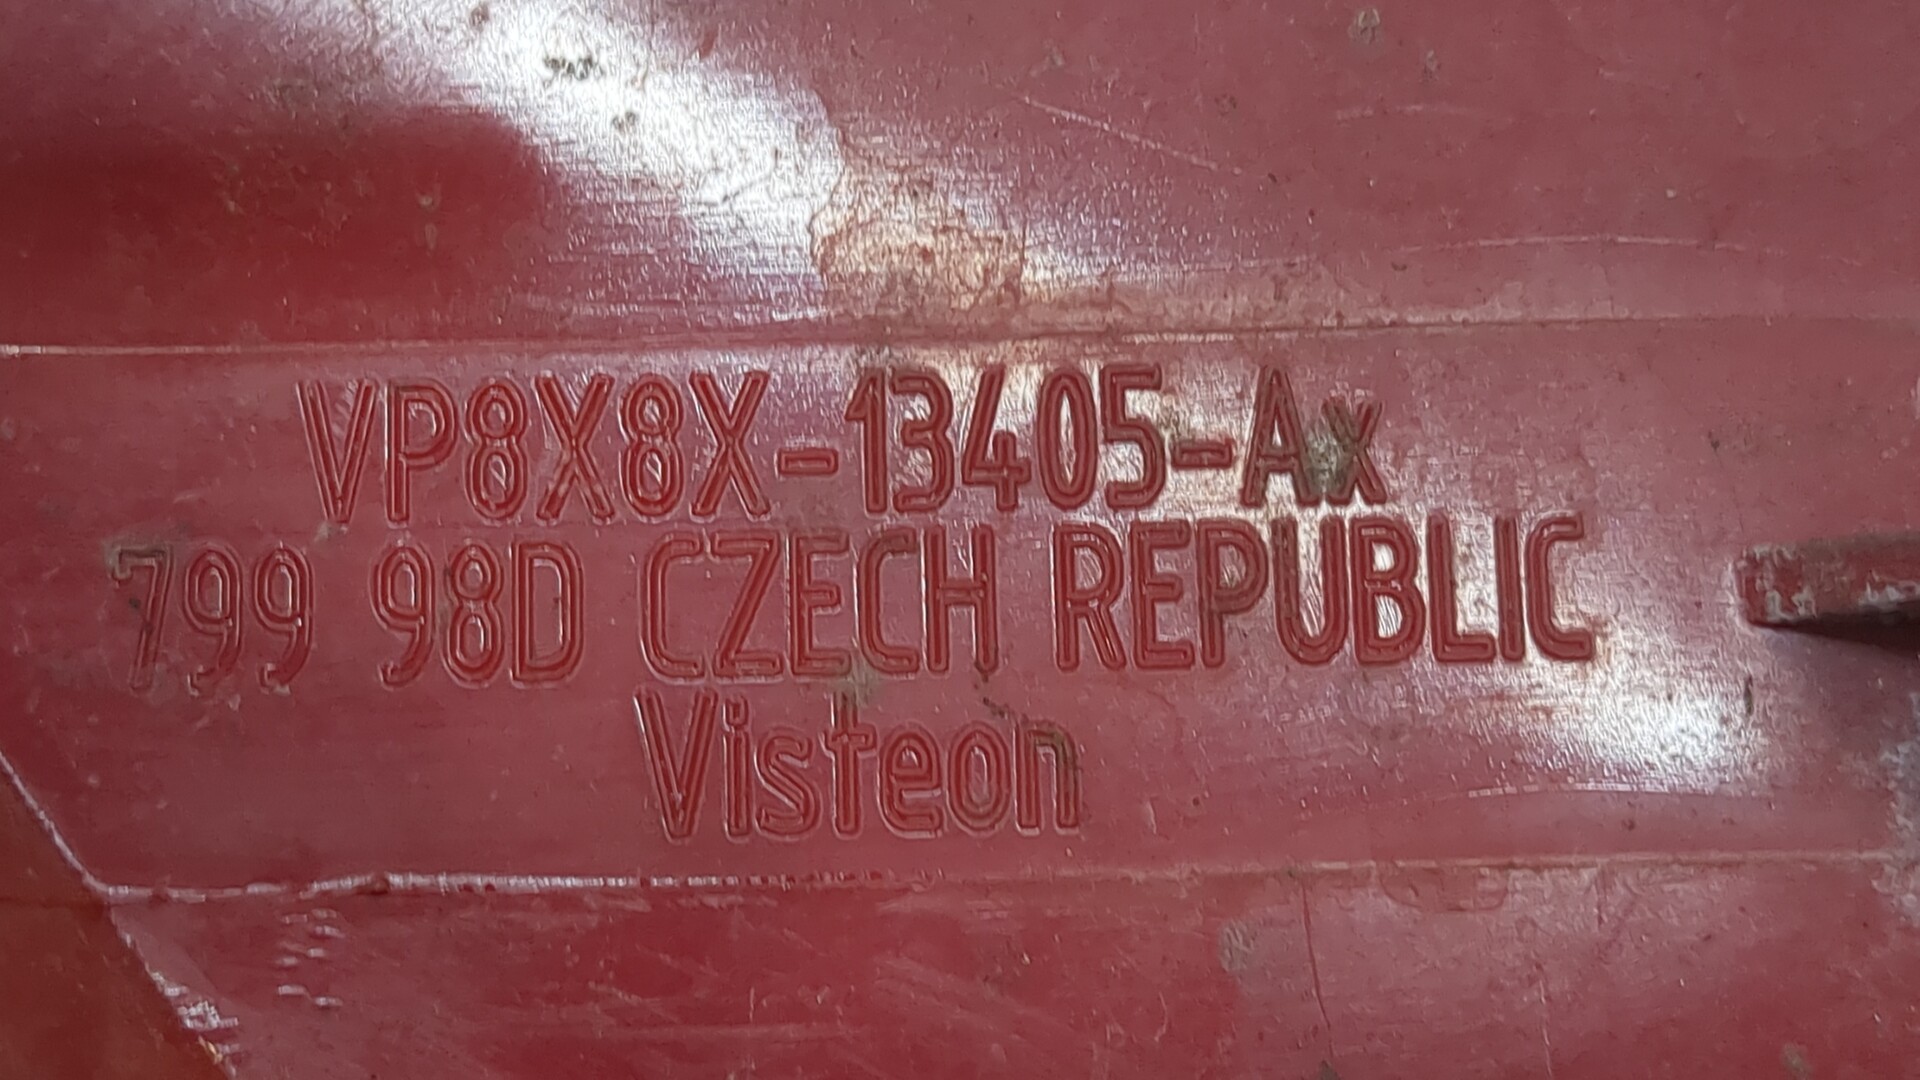 VP8X8X-13405-Ax
799 98D CZECH REPUBLIC
Visteon